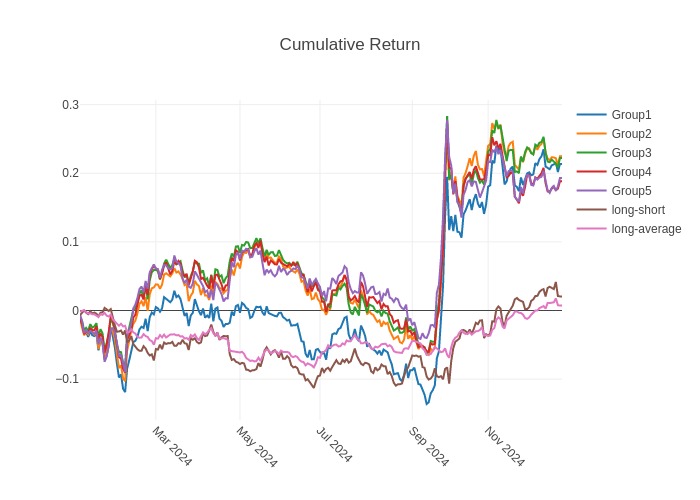 Cumulative Return
0.3
0.2
0.1
0
−0.1
Mar 2024
May 2024
Jul 2024
Sep 2024
Nov 2024
Group1
Group2
Group3
Group4
Group5
long-short
long-average